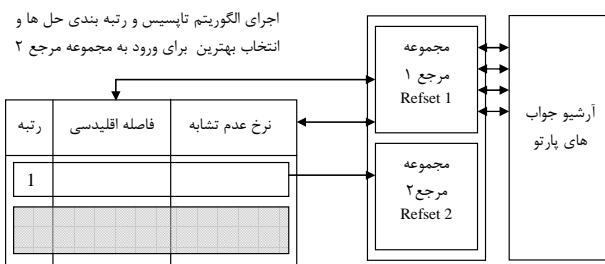 اجرای الگوریتم تاپسیس و رتبه بندی حل ها و
انتخاب بهترین برای ورود به مجموعه مرجع ۲
مجموعه
مرجع ۱
Refset 1
آرشیو جواب
های پارتو
نرخ عدم تشابه
فاصله اقلیدسی
رتبه
1
مجموعه
مرجع۲
Refset 2